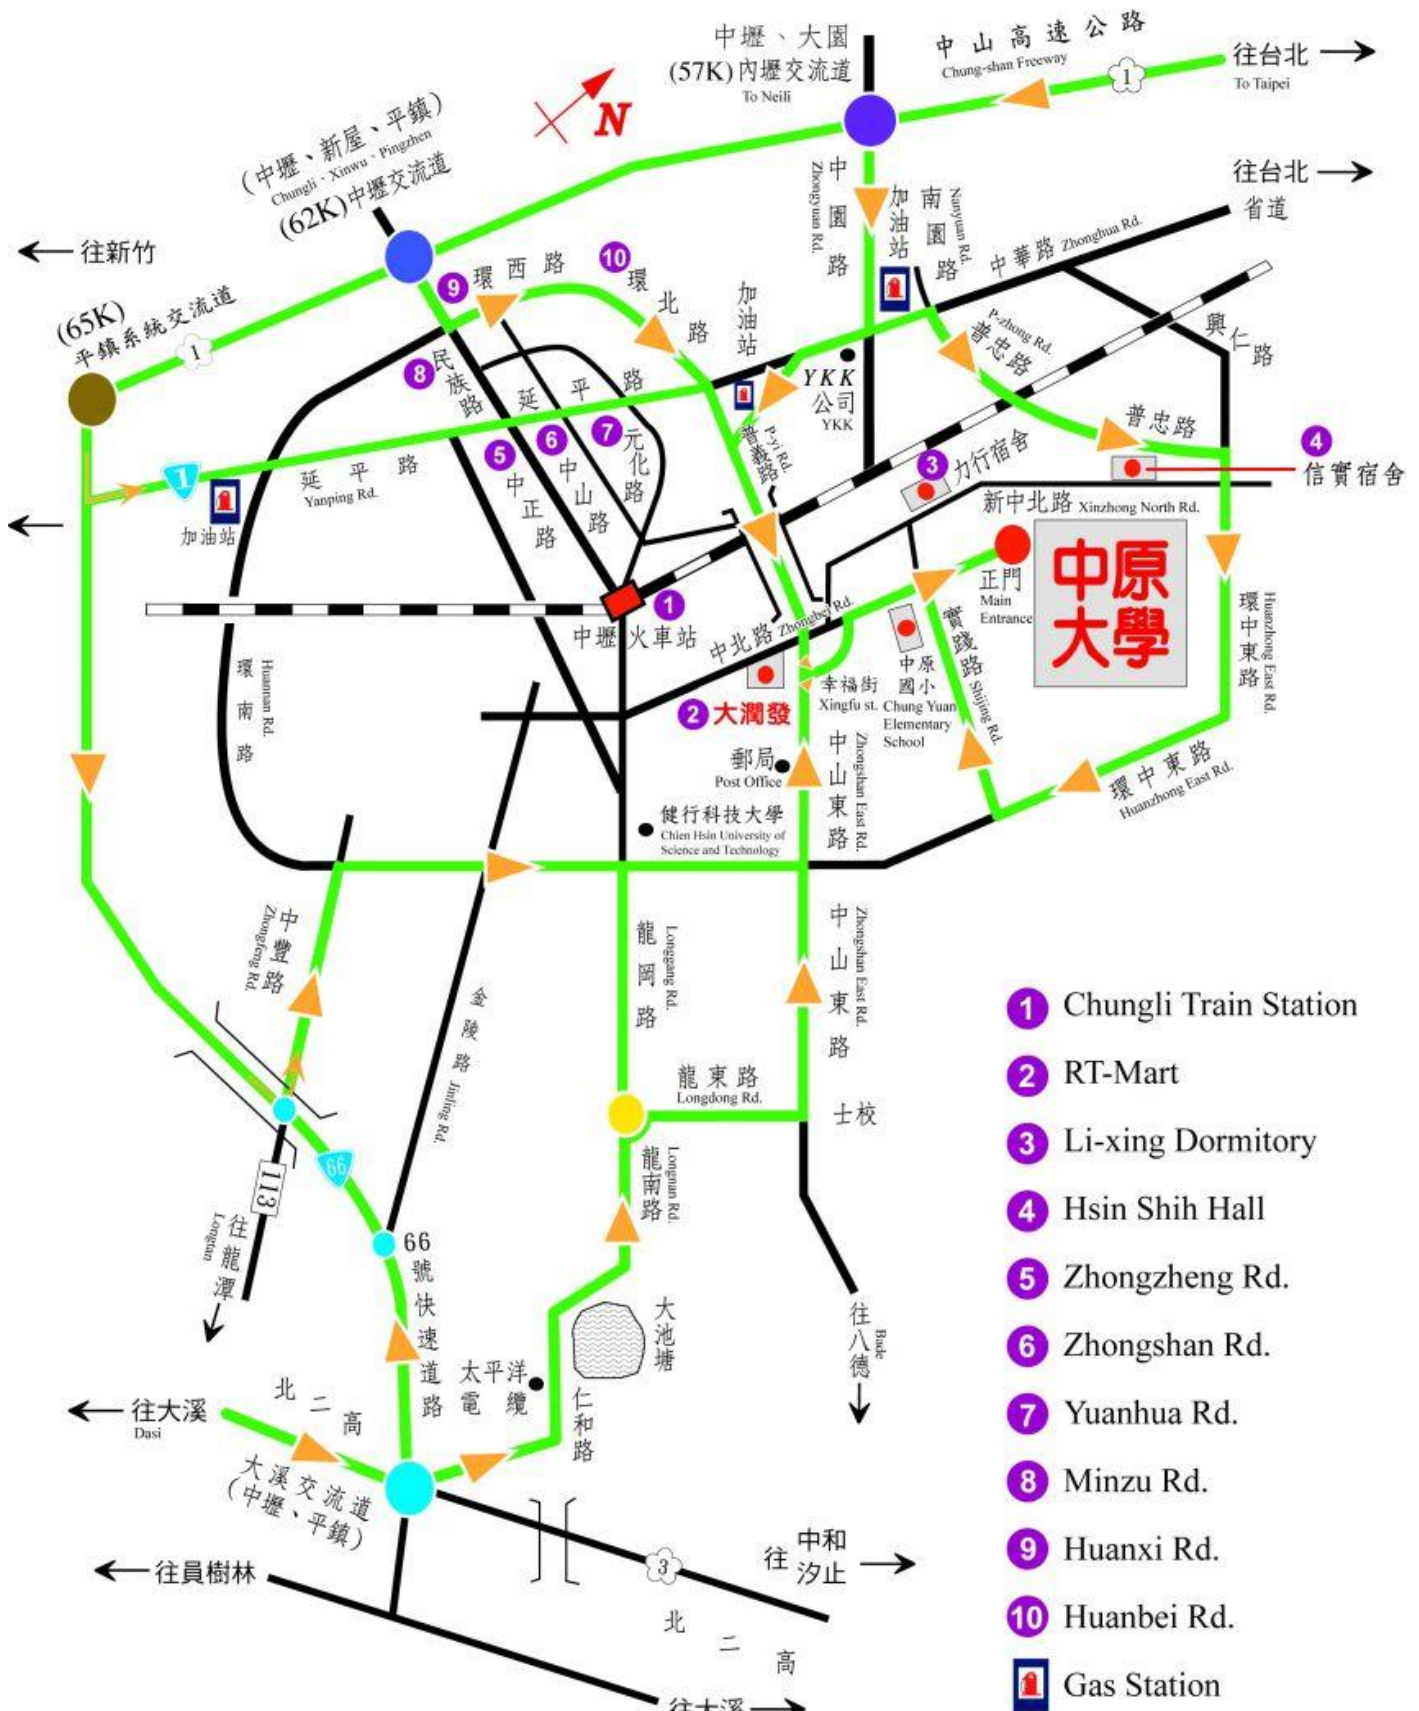 中壢、大園
(57K)內壢交流道
To Neili
中山高速公路
Chung-shan Freeway
1
往台北
To Taipei
N
(中壢、新屋、平鎮)
Chungli、Xinwu、Pingzhen
(62K)中壢交流道
往台北
省道
往新竹
(65K)
平鎮系統交流道
1
9
環西路
10
環北路
加油站
中園路
Zhongyuan Rd.
加油站
南園路
Nanyuan Rd.
中華路 Zhonghua Rd.
P-zhong Rd.
普忠路
興仁路
8
民族路
延平路
YKK
公司
YKK
普忠路
4
信實宿舍
1
加油站
延平路
Yanping Rd.
5
中正路
6
中山路
7
元化路
P-yi Rd.
普義路
3
力行宿舍
新中北路 Xinzhong North Rd.
中原
大學
正門
Main
Entrance
1
中壢火車站
中北路 Zhongbei Rd.
環南路
Huannan Rd.
2
大潤發
幸福街
Xingfu st.
中原
國小
Chung Yuan
Elementary
School
實踐路 Shijing Rd.
環中東路
Huanzhong East Rd.
郵局
Post Office
中山東路
Zhongshan East Rd.
環中東路
Huanzhong East Rd.
健行科技大學
Chien Hsin University of
Science and Technology
中豐路
Zhongfeng Rd.
金陵路 Jinling Rd.
龍岡路
Longgang Rd.
中山東路
Zhongshan East Rd.
龍東路
Longdong Rd.
士校
66
113
往龍潭
Longtan
66
號快速道路
龍南路
Longnan Rd.
大池塘
往八德
Bade
往大溪
Dasi
北二高
太平洋
電纜
仁和路
大溪交流道
(中壢、平鎮)
往員樹林
3
往
中和
汐止
北二高
往大溪
1 Chungli Train Station
2 RT-Mart
3 Li-xing Dormitory
4 Hsin Shih Hall
5 Zhongzheng Rd.
6 Zhongshan Rd.
7 Yuanhua Rd.
8 Minzu Rd.
9 Huanxi Rd.
10 Huanbei Rd.
Gas Station